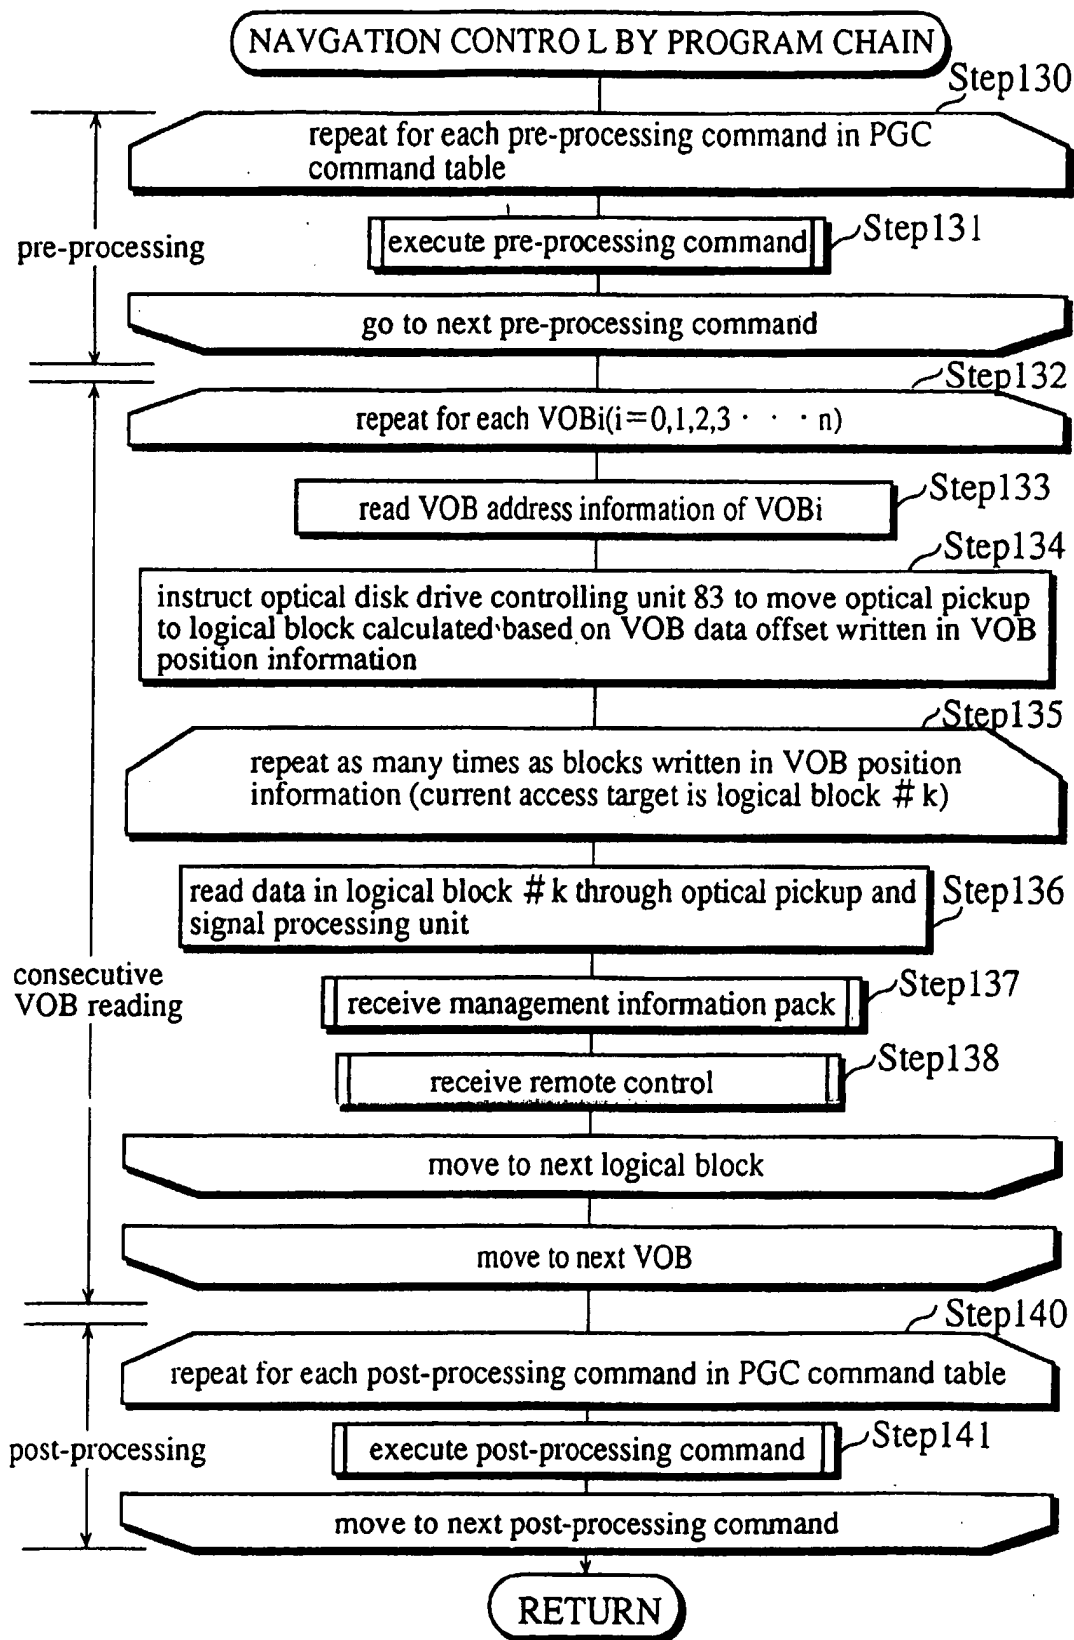 NAVGATION CONTROL BY PROGRAM CHAIN
Step130
repeat for each pre-processing command in PGC
command table
pre-processing
execute pre-processing command
Step131
go to next pre-processing command
Step132
repeat for each VOBi(i=0,1,2,3 · · · n)
read VOB address information of VOBi
Step133
Step134
instruct optical disk drive controlling unit 83 to move optical pickup
to logical block calculated based on VOB data offset written in VOB
position information
Step135
repeat as many times as blocks written in VOB position
information (current access target is logical block # k)
read data in logical block # k through optical pickup and
signal processing unit
Step136
consecutive
VOB reading
receive management information pack
Step137
receive remote control
Step138
move to next logical block
move to next VOB
Step140
repeat for each post-processing command in PGC command table
post-processing
execute post-processing command
Step141
move to next post-processing command
RETURN